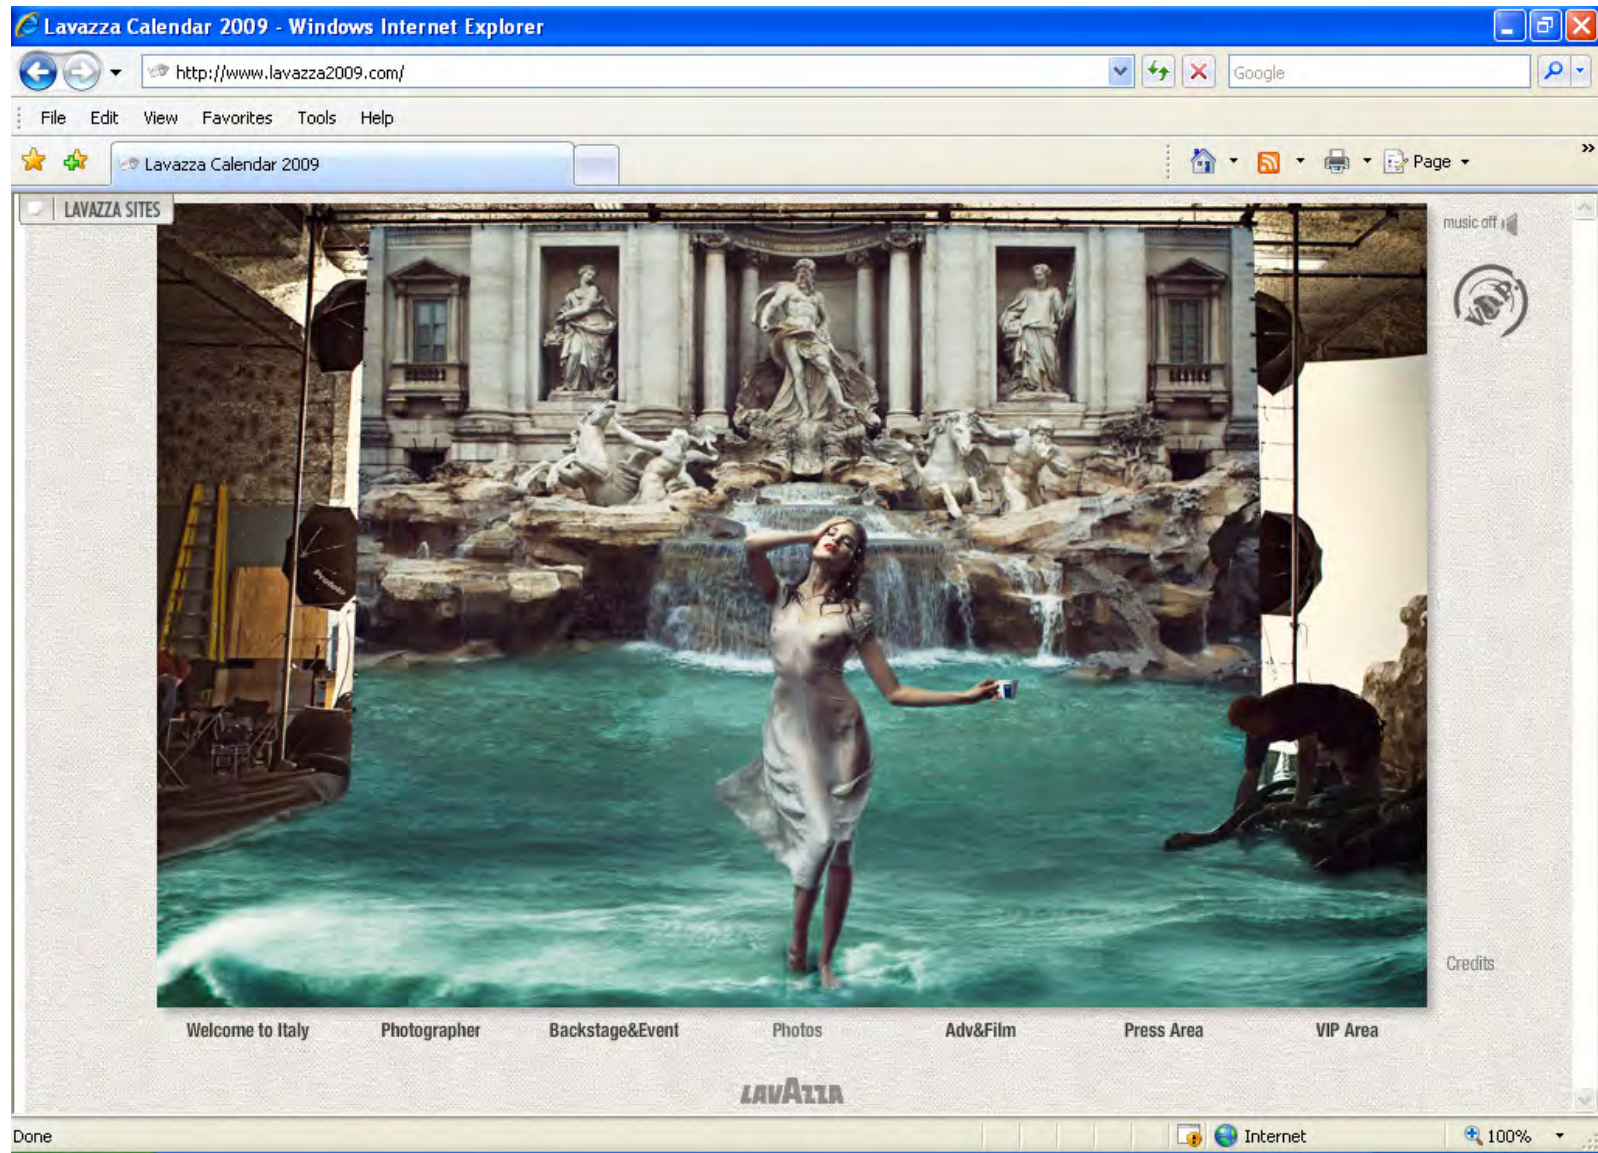 Lavazza Calendar 2009 - Windows Internet Explorer
http://www.lavazza2009.com/
Google
File Edit View Favorites Tools Help
Lavazza Calendar 2009
Page
LAVAZZA SITES
music off
V.I.P.
Profoto
Credits
Welcome to Italy Photographer Backstage&Event Photos Adv&Film Press Area VIP Area
LAVAZZA
Done
Internet
100%